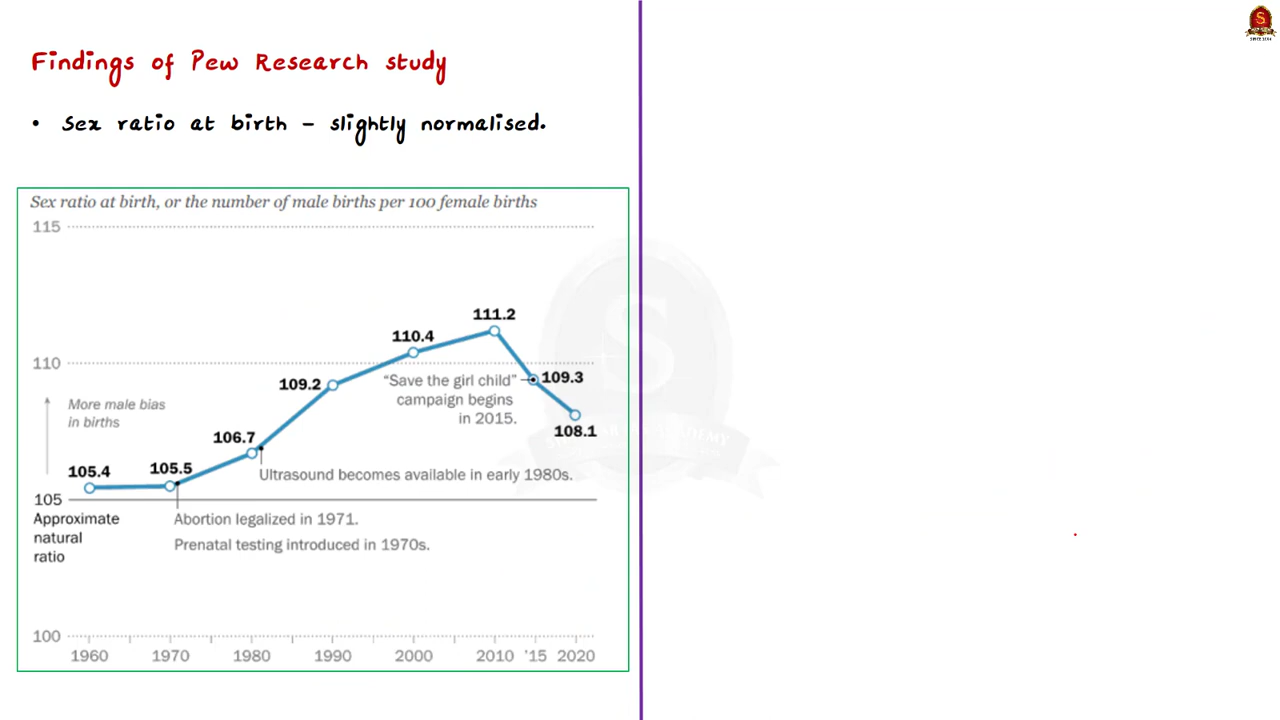 Findings of Pew Research study
• Sex ratio at birth – slightly normalised.
Sex ratio at birth, or the number of male births per 100 female births
115
111.2
110.4
110
109.2
"Save the girl child"
campaign begins
in 2015.
109.3
108.1
More male bias
in births
106.7
105.4
105.5
Ultrasound becomes available in early 1980s.
105
Approximate
natural
ratio
Abortion legalized in 1971.
Prenatal testing introduced in 1970s.
100
1960 1970 1980 1990 2000 2010 '15 2020